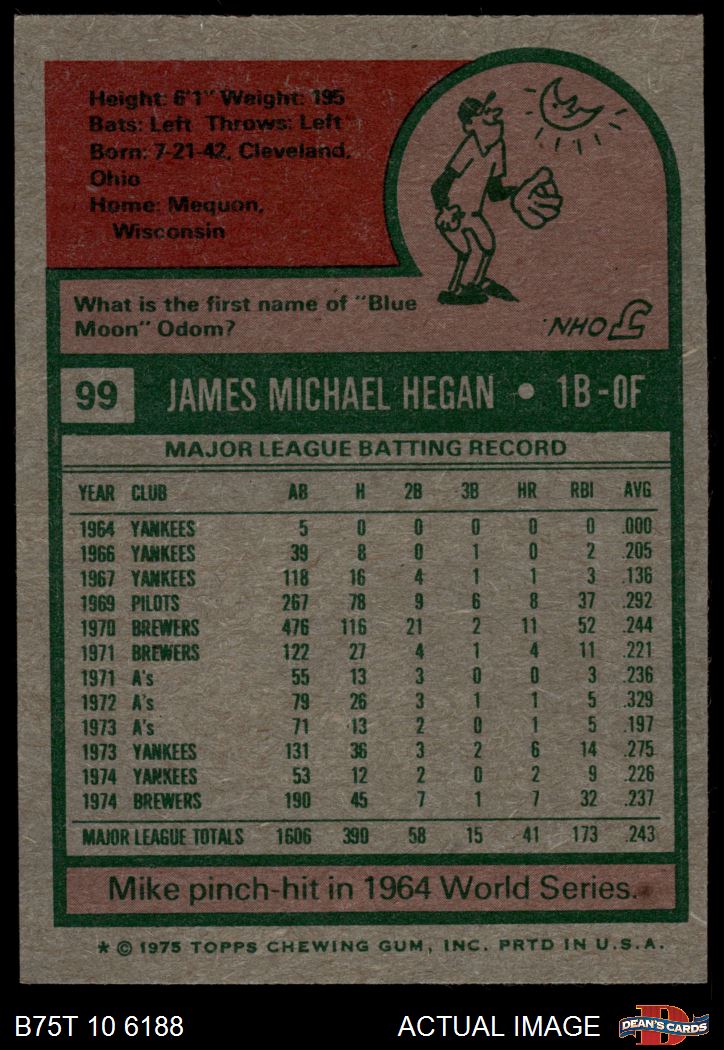 Height: 6'1" Weight: 195
Bats: Left Throws: Left
Born: 7-21-42, Cleveland,
Ohio
Home: Mequon,
Wisconsin
What is the first name of "Blue
Moon" Odom?
JOHN.
99 JAMES MICHAEL HEGAN • 1B-OF
MAJOR LEAGUE BATTING RECORD
YEAR CLUB AB H 2B 3B HR RBI AVG
1964 YANKEES 5 0 0 0 0 0 .000
1966 YANKEES 39 8 0 1 0 2 .205
1967 YANKEES 118 16 4 1 1 3 .136
1969 PILOTS 267 78 9 6 8 37 .292
1970 BREWERS 476 116 21 2 11 52 .244
1971 BREWERS 122 27 4 1 4 11 .221
1971 A's 55 13 3 0 0 3 .236
1972 A's 79 26 3 1 1 5 .329
1973 A's 71 13 2 0 1 5 .197
1973 YANKEES 131 36 3 2 6 14 .275
1974 YANKEES 53 12 2 0 2 9 .226
1974 BREWERS 190 45 7 1 7 32 .237
MAJOR LEAGUE TOTALS 1606 390 58 15 41 173 .243
Mike pinch-hit in 1964 World Series.
* © 1975 TOPPS CHEWING GUM, INC. PRTD IN U.S.A.
B75T 10 6188 ACTUAL IMAGE D DEAN'S CARDS